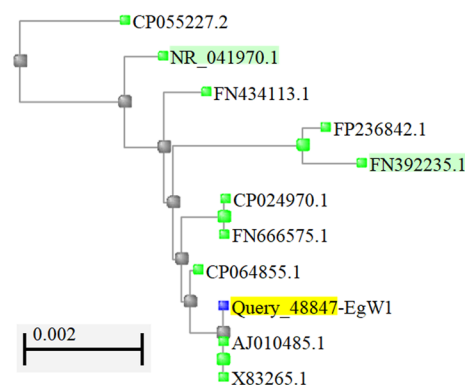 CP055227.2
NR_041970.1
FN434113.1
FP236842.1
FN392235.1
CP024970.1
FN666575.1
CP064855.1
Query_48847-EgW1
AJ010485.1
X83265.1
0.002